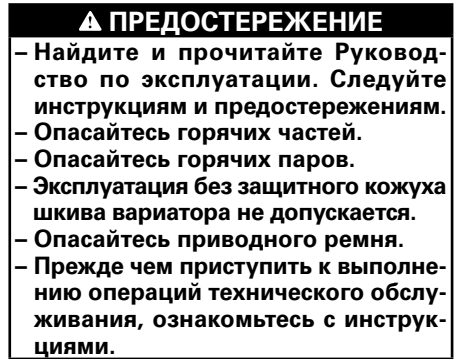 ⚠ ПРЕДОСТЕРЕЖЕНИЕ
– Найдите и прочитайте Руковод-
ство по эксплуатации. Следуйте
инструкциям и предостережениям.
– Опасайтесь горячих частей.
– Опасайтесь горячих паров.
– Эксплуатация без защитного кожуха
шкива вариатора не допускается.
– Опасайтесь приводного ремня.
– Прежде чем приступить к выполне-
нию операций технического обслу-
живания, ознакомьтесь с инструк-
циями.